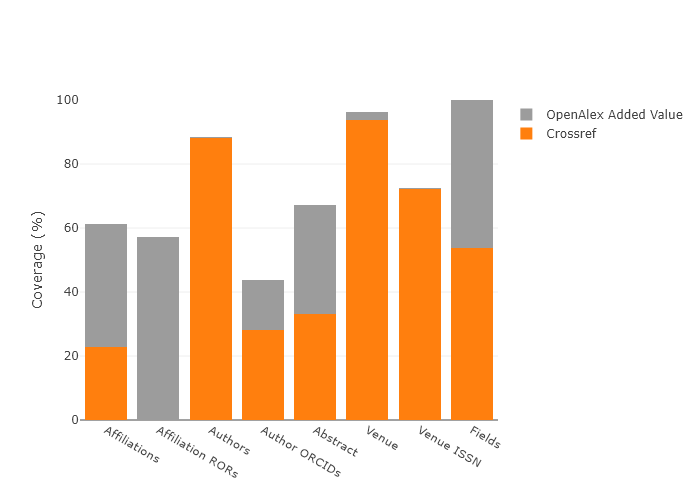 100
80
60
40
20
0
Coverage (%)
Affiliations
Affiliation RORs
Authors
Author ORCIDs
Abstract
Venue
Venue ISSN
Fields
OpenAlex Added Value
Crossref